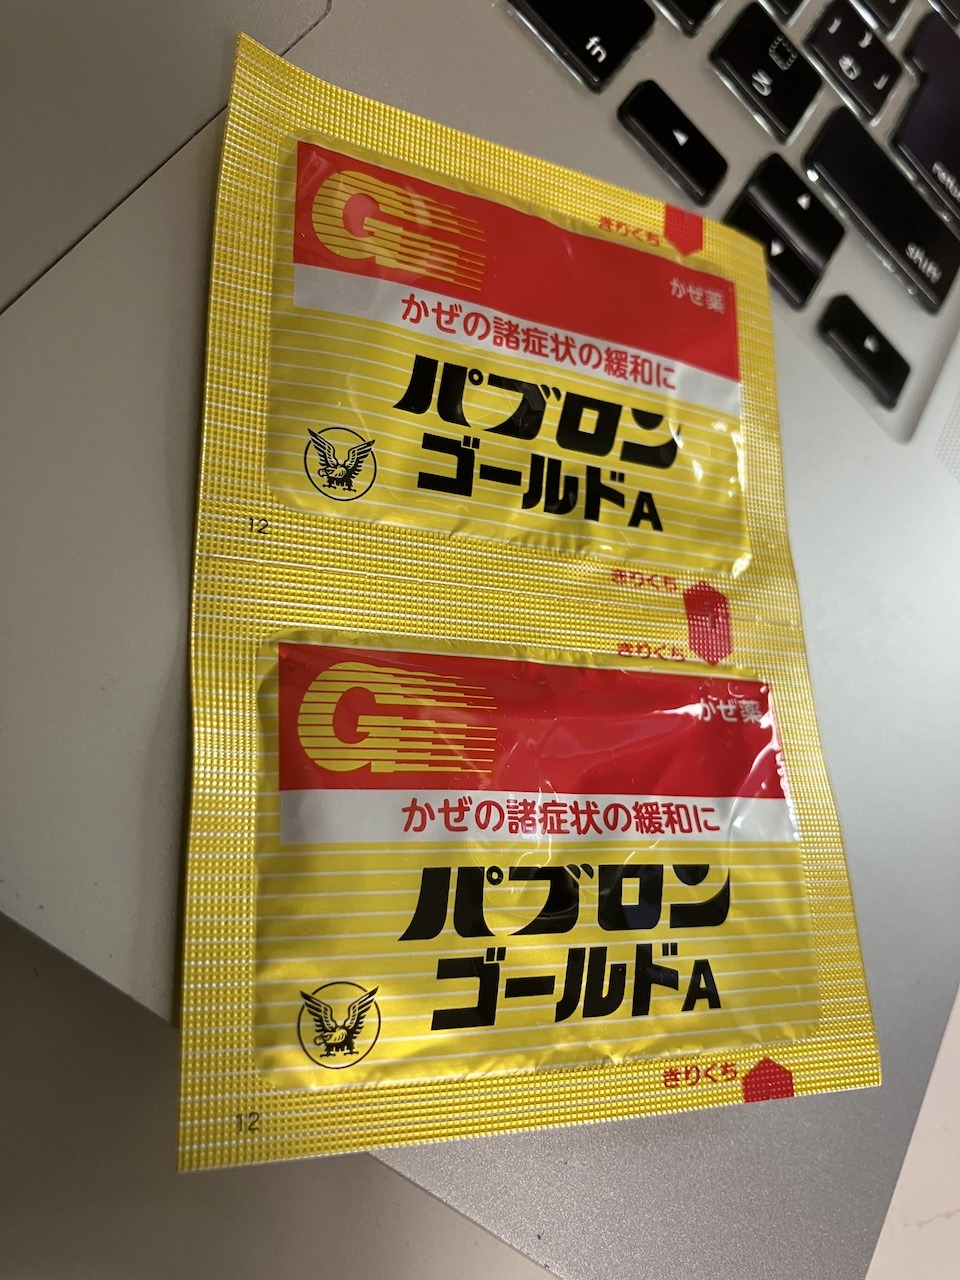 fn
return
shift
きりくち
G
かぜ薬
かぜの諸症状の緩和に
パブロン
ゴールドA
12
きりくち
きりくち
G
かぜ薬
かぜの諸症状の緩和に
パブロン
ゴールドA
きりくち
12